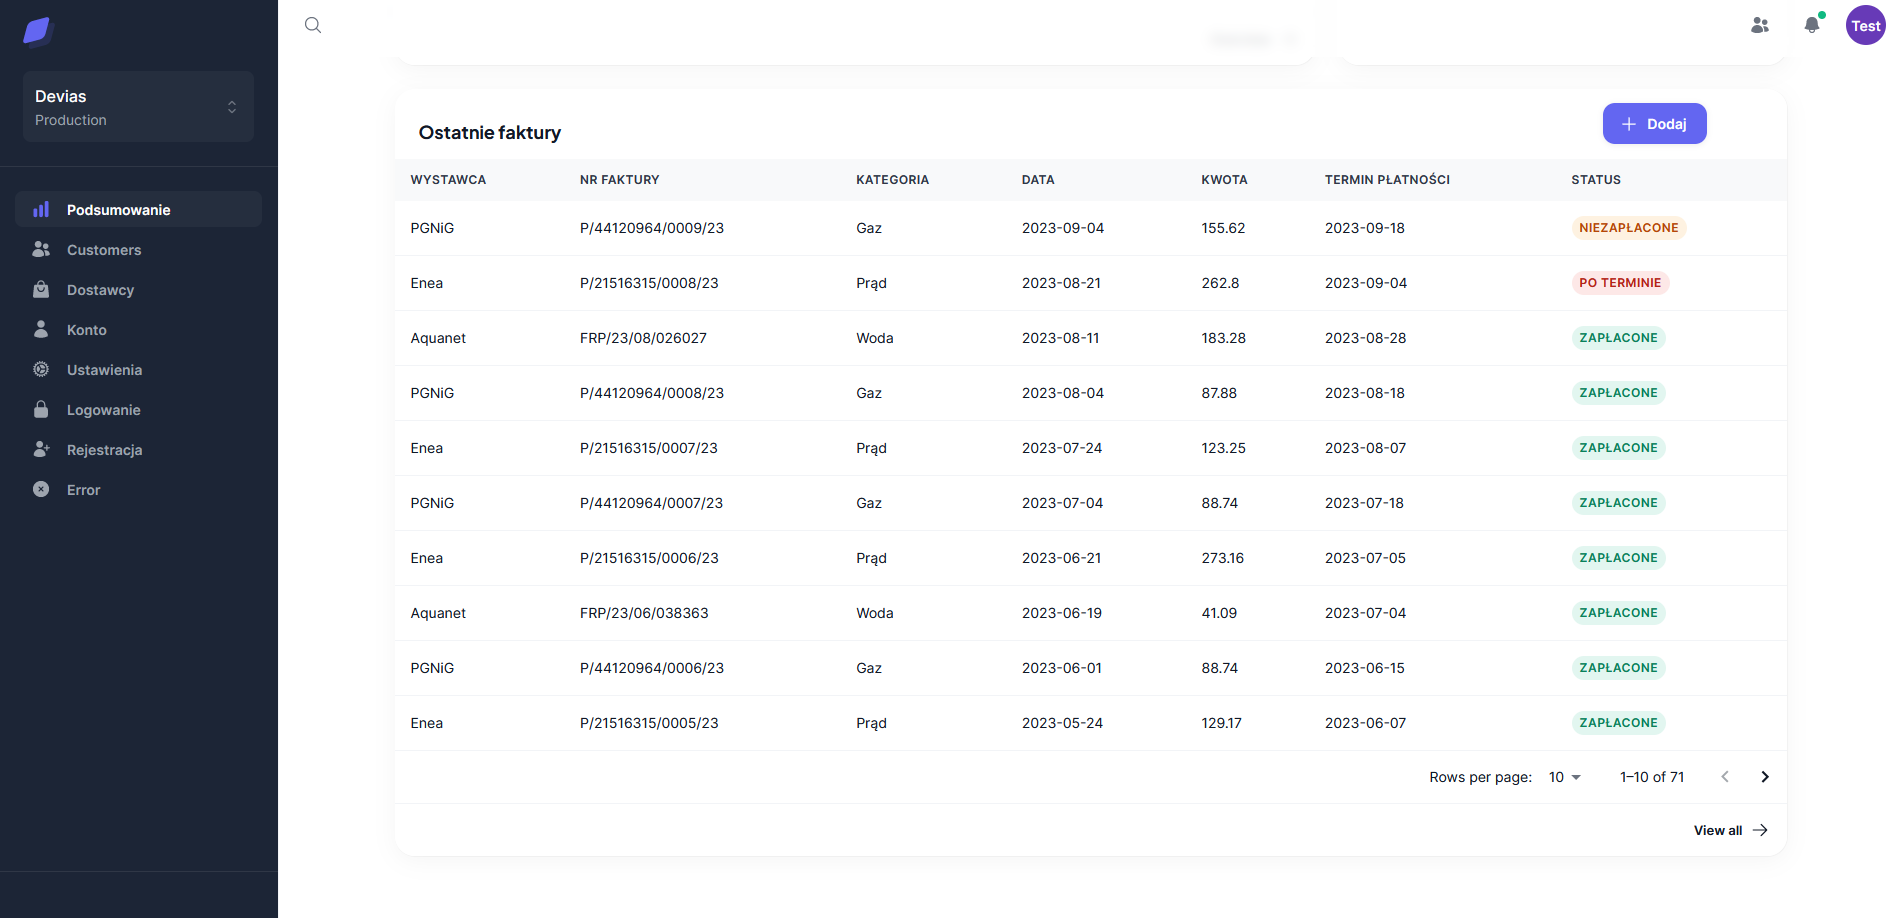 Test
Devias
Production
Podsumowanie
Customers
Dostawcy
Konto
Ustawienia
Logowanie
Rejestracja
Error
Ostatnie faktury
Dodaj
WYSTAWCA NR FAKTURY KATEGORIA DATA KWOTA TERMIN PŁATNOŚCI STATUS
PGNiG P/44120964/0009/23 Gaz 2023-09-04 155.62 2023-09-18 NIEZAPŁACONE
Enea P/21516315/0008/23 Prąd 2023-08-21 262.8 2023-09-04 PO TERMINIE
Aquanet FRP/23/08/026027 Woda 2023-08-11 183.28 2023-08-28 ZAPŁACONE
PGNiG P/44120964/0008/23 Gaz 2023-08-04 87.88 2023-08-18 ZAPŁACONE
Enea P/21516315/0007/23 Prąd 2023-07-24 123.25 2023-08-07 ZAPŁACONE
PGNiG P/44120964/0007/23 Gaz 2023-07-04 88.74 2023-07-18 ZAPŁACONE
Enea P/21516315/0006/23 Prąd 2023-06-21 273.16 2023-07-05 ZAPŁACONE
Aquanet FRP/23/06/038363 Woda 2023-06-19 41.09 2023-07-04 ZAPŁACONE
PGNiG P/44120964/0006/23 Gaz 2023-06-01 88.74 2023-06-15 ZAPŁACONE
Enea P/21516315/0005/23 Prąd 2023-05-24 129.17 2023-06-07 ZAPŁACONE
Rows per page: 10 1–10 of 71
View all